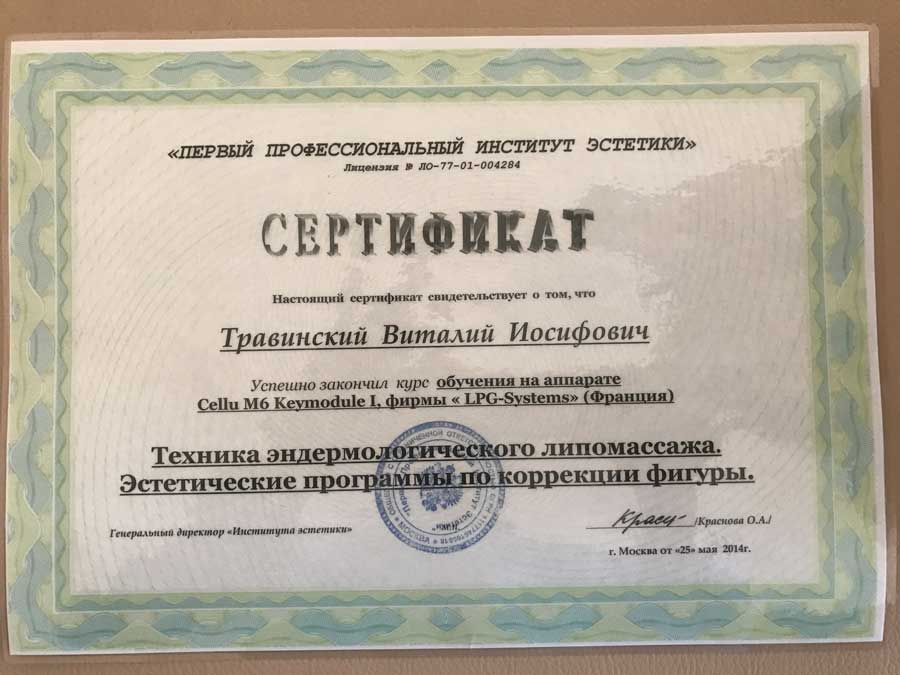 «ПЕРВЫЙ ПРОФЕССИОНАЛЬНЫЙ ИНСТИТУТ ЭСТЕТИКИ»
Лицензия № ЛО-77-01-004284
СЕРТИФИКАТ
Настоящий сертификат свидетельствует о том, что
Травинский Виталий Иосифович
Успешно закончил курс обучения на аппарате
Cellu M6 Keymodule I, фирмы « LPG-Systems» (Франция)
Техника эндермологического липомассажа.
Эстетические программы по коррекции фигуры.
Генеральный директор «Института эстетики»
/Краснова О.А./
г. Москва от «25» мая 2014г.